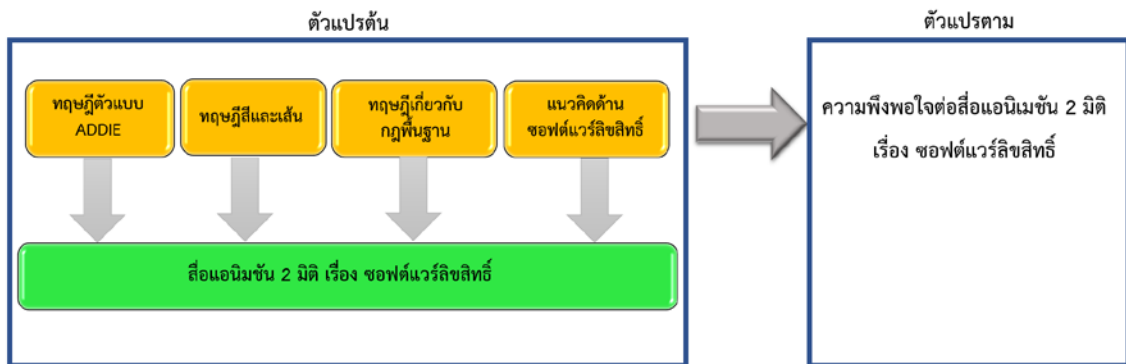 ตัวแปรต้น
ตัวแปรตาม
ทฤษฎีตัวแบบ
ADDIE
ทฤษฎีสีและเส้น
ทฤษฎีเกี่ยวกับ
กฎพื้นฐาน
แนวคิดด้าน
ซอฟต์แวร์ลิขสิทธิ์
สื่อแอนิมชัน 2 มิติ เรื่อง ซอฟต์แวร์ลิขสิทธิ์
ความพึงพอใจต่อสื่อแอนิเมชัน 2 มิติ
เรื่อง ซอฟต์แวร์ลิขสิทธิ์